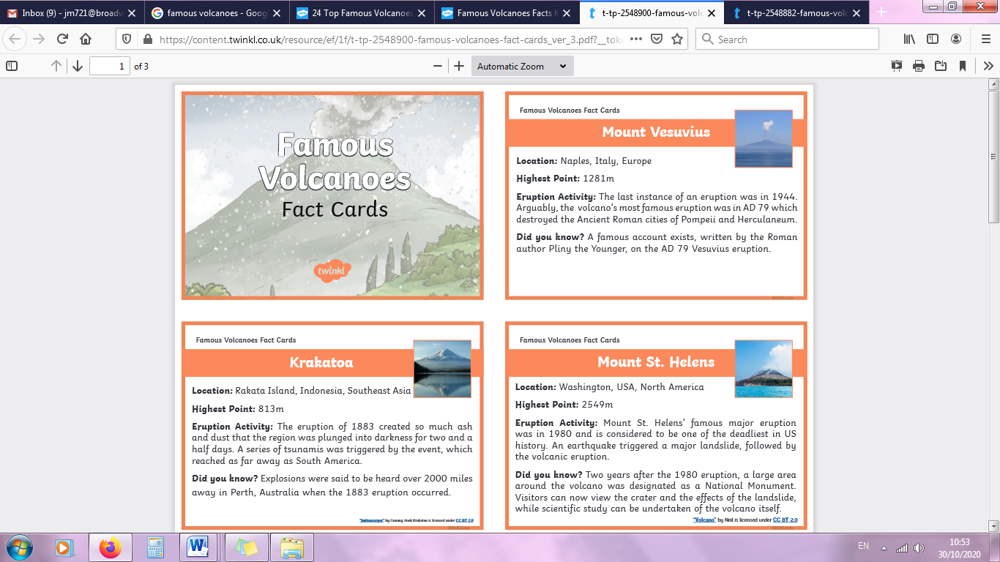 Inbox (9) - jm721@broadw
famous volcanoes - Goog
24 Top Famous Volcanoes
Famous Volcanoes Facts K
t-tp-2548900-famous-volc
t-tp-2548882-famous-volc
https://content.twinkl.co.uk/resource/ef/1f/t-tp-2548900-famous-volcanoes-fact-cards_ver_3.pdf?__toke
Search
1 of 3
Automatic Zoom
Famous
Volcanoes
Fact Cards
twinkl
Famous Volcanoes Fact Cards
Mount Vesuvius
Location: Naples, Italy, Europe
Highest Point: 1281m
Eruption Activity: The last instance of an eruption was in 1944.
Arguably, the volcano's most famous eruption was in AD 79 which
destroyed the Ancient Roman cities of Pompeii and Herculaneum.
Did you know? A famous account exists, written by the Roman
author Pliny the Younger, on the AD 79 Vesuvius eruption.
Famous Volcanoes Fact Cards
Krakatoa
Location: Rakata Island, Indonesia, Southeast Asia
Highest Point: 813m
Eruption Activity: The eruption of 1883 created so much ash
and dust that the region was plunged into darkness for two and a
half days. A series of tsunamis was triggered by the event, which
reached as far away as South America.
Did you know? Explosions were said to be heard over 2000 miles
away in Perth, Australia when the 1883 eruption occurred.
by Gunung Anak Krakatau is licensed under CC BY 2.0
Famous Volcanoes Fact Cards
Mount St. Helens
Location: Washington, USA, North America
Highest Point: 2549m
Eruption Activity: Mount St. Helens' famous major eruption
was in 1980 and is considered to be one of the deadliest in US
history. An earthquake triggered a major landslide, followed by
the volcanic eruption.
Did you know? Two years after the 1980 eruption, a large area
around the volcano was designated as a National Monument.
Visitors can now view the crater and the effects of the landslide,
while scientific study can be undertaken of the volcano itself.
"Volcano" by Neil is licensed under CC BY 2.0
EN
10:53
30/10/2020